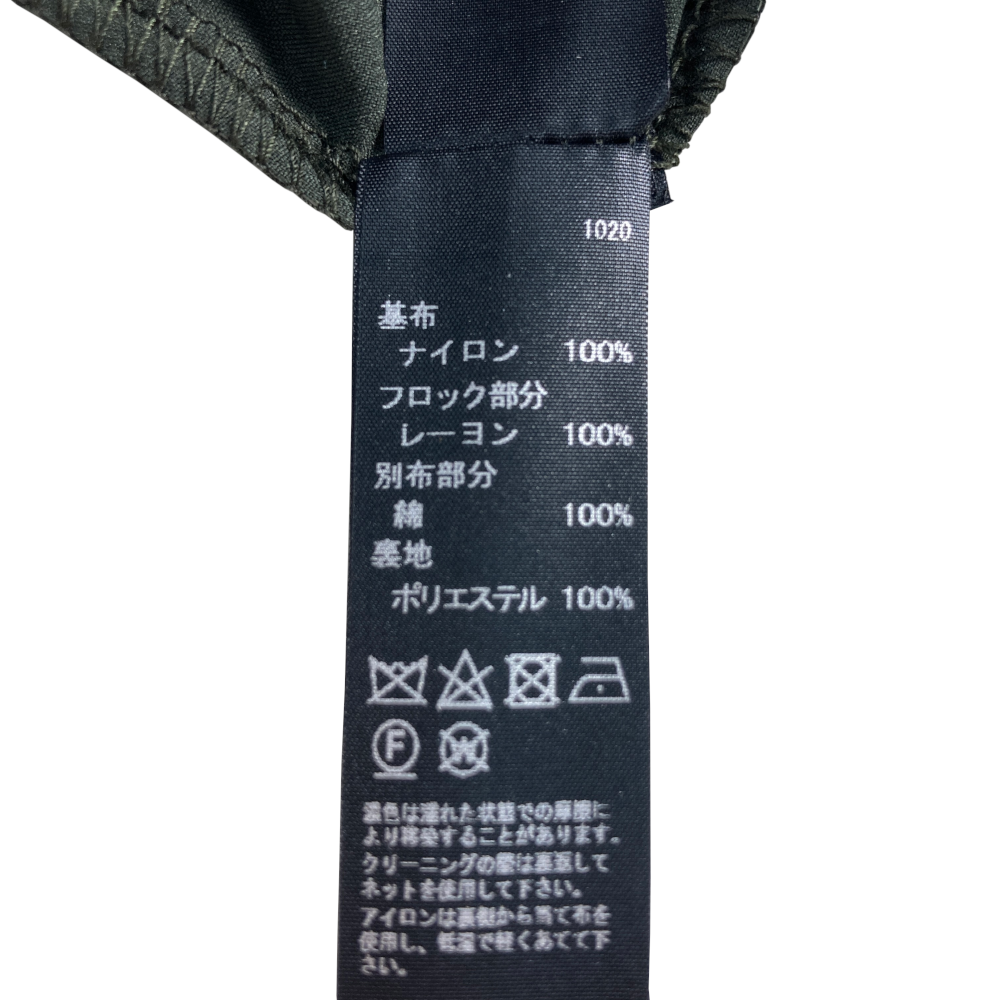 1020
基布
ナイロン 100%
フロック部分
レーヨン 100%
別布部分
綿 100%
裏地
ポリエステル 100%
F
W
濃色は濡れた状態での摩擦に
より移染することがあります。
クリーニングの際は裏返して
ネットを使用して下さい。
アイロンは裏側から当て布を
使用し、低温で軽くあてて下
さい。